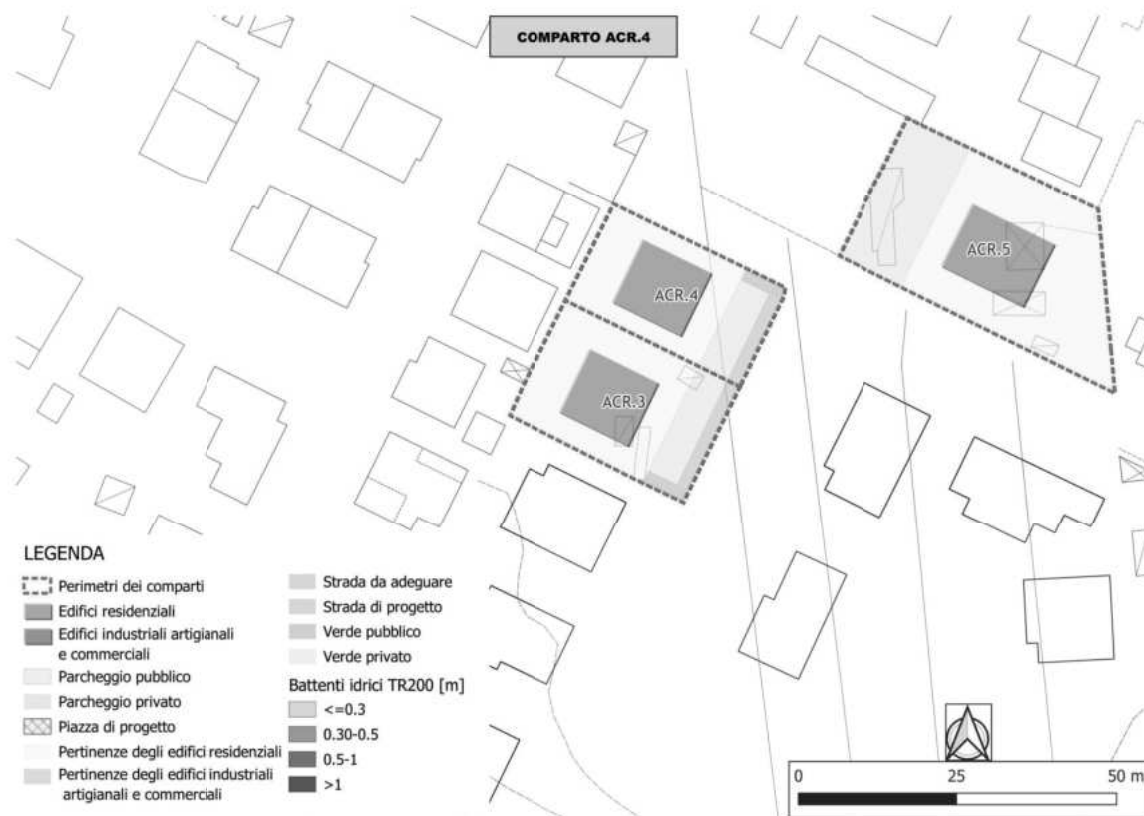 COMPARTO ACR.4
ACR.5
ACR.4
ACR.3
LEGENDA
Perimetri dei comparti
Edifici residenziali
Edifici industriali artigianali
e commerciali
Parcheggio pubblico
Parcheggio privato
Piazza di progetto
Pertinenze degli edifici residenziali
Pertinenze degli edifici industriali
artigianali e commerciali
Strada da adeguare
Strada di progetto
Verde pubblico
Verde privato
Battenti idrici TR200 [m]
<=0.3
0.30-0.5
0.5-1
>1
0 25 50 m